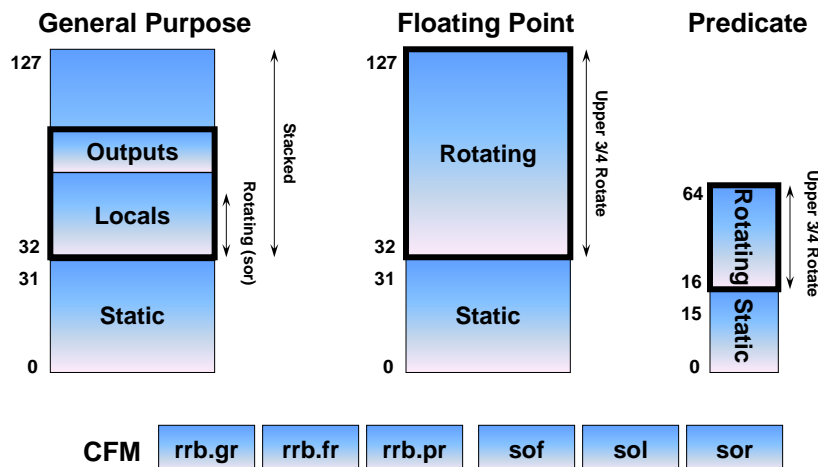 General Purpose
Floating Point
Predicate
127
Outputs
Locals
32
31
Static
0
Stacked
Rotating (sor)
127
Rotating
32
31
Static
0
Upper 3/4 Rotate
64
Rotating
16
15
Static
0
Upper 3/4 Rotate
CFM rrb.gr rrb.fr rrb.pr sof sol sor